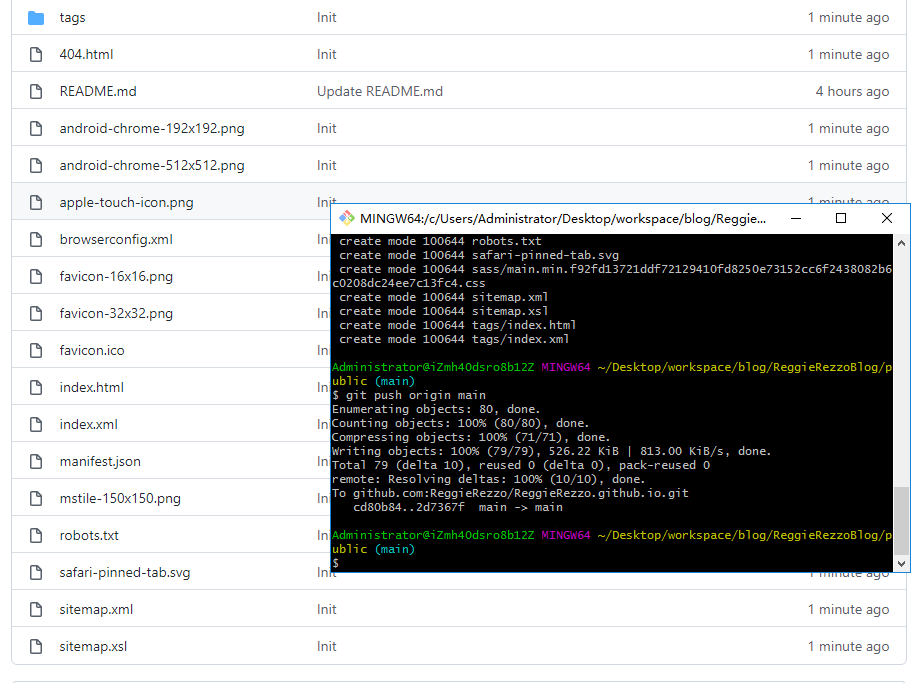 tags Init 1 minute ago
404.html Init 1 minute ago
README.md Update README.md 4 hours ago
android-chrome-192x192.png Init 1 minute ago
android-chrome-512x512.png Init 1 minute ago
apple-touch-icon.png Init 1 minute ago
browserconfig.xml In
favicon-16x16.png In
favicon-32x32.png In
favicon.ico In
index.html In
index.xml In
manifest.json In
mstile-150x150.png In
robots.txt In
safari-pinned-tab.svg Init 1 minute ago
sitemap.xml Init 1 minute ago
sitemap.xsl Init 1 minute ago
MINGW64:/c/Users/Administrator/Desktop/workspace/blog/Reggie...
create mode 100644 robots.txt
create mode 100644 safari-pinned-tab.svg
create mode 100644 sass/main.min.f92fd13721ddf72129410fd8250e73152cc6f2438082b6
c0208dc24ee7c13fc4.css
create mode 100644 sitemap.xml
create mode 100644 sitemap.xsl
create mode 100644 tags/index.html
create mode 100644 tags/index.xml
Administrator@iZmh40dsro8b12Z MINGW64 ~/Desktop/workspace/blog/ReggieRezzoBlog/p
ublic (main)
$ git push origin main
Enumerating objects: 80, done.
Counting objects: 100% (80/80), done.
Compressing objects: 100% (71/71), done.
Writing objects: 100% (79/79), 526.22 KiB | 813.00 KiB/s, done.
Total 79 (delta 10), reused 0 (delta 0), pack-reused 0
remote: Resolving deltas: 100% (10/10), done.
To github.com:ReggieRezzo/ReggieRezzo.github.io.git
cd80b84..2d7367f main -> main
Administrator@iZmh40dsro8b12Z MINGW64 ~/Desktop/workspace/blog/ReggieRezzoBlog/p
ublic (main)
$